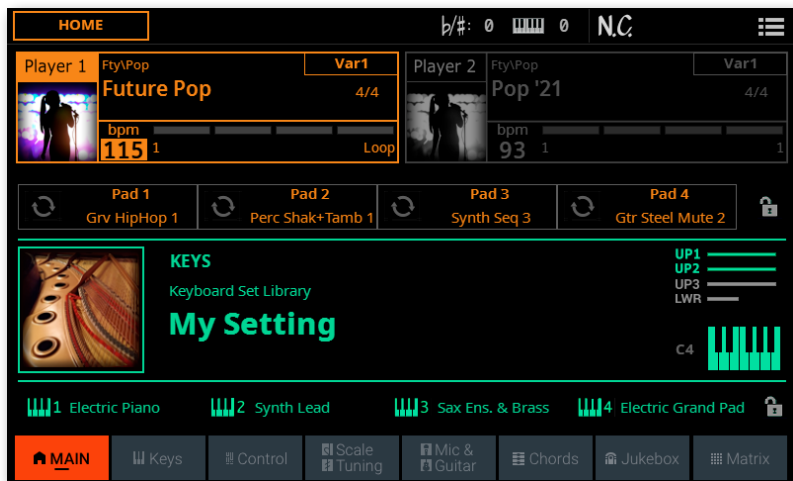 HOME
b/#: 0
0
N.C.
Player 1
Fty\Pop
Var1
Future Pop
4/4
bpm
115
1
Loop
Player 2
Fty\Pop
Var1
Pop '21
4/4
bpm
93
1
1
Pad 1
Grv HipHop 1
Pad 2
Perc Shak+Tamb 1
Pad 3
Synth Seq 3
Pad 4
Gtr Steel Mute 2
KEYS
Keyboard Set Library
My Setting
UP1
UP2
UP3
LWR
C4
1 Electric Piano
2 Synth Lead
3 Sax Ens. & Brass
4 Electric Grand Pad
MAIN
Keys
Control
Scale
Tuning
Mic &
Guitar
Chords
Jukebox
Matrix